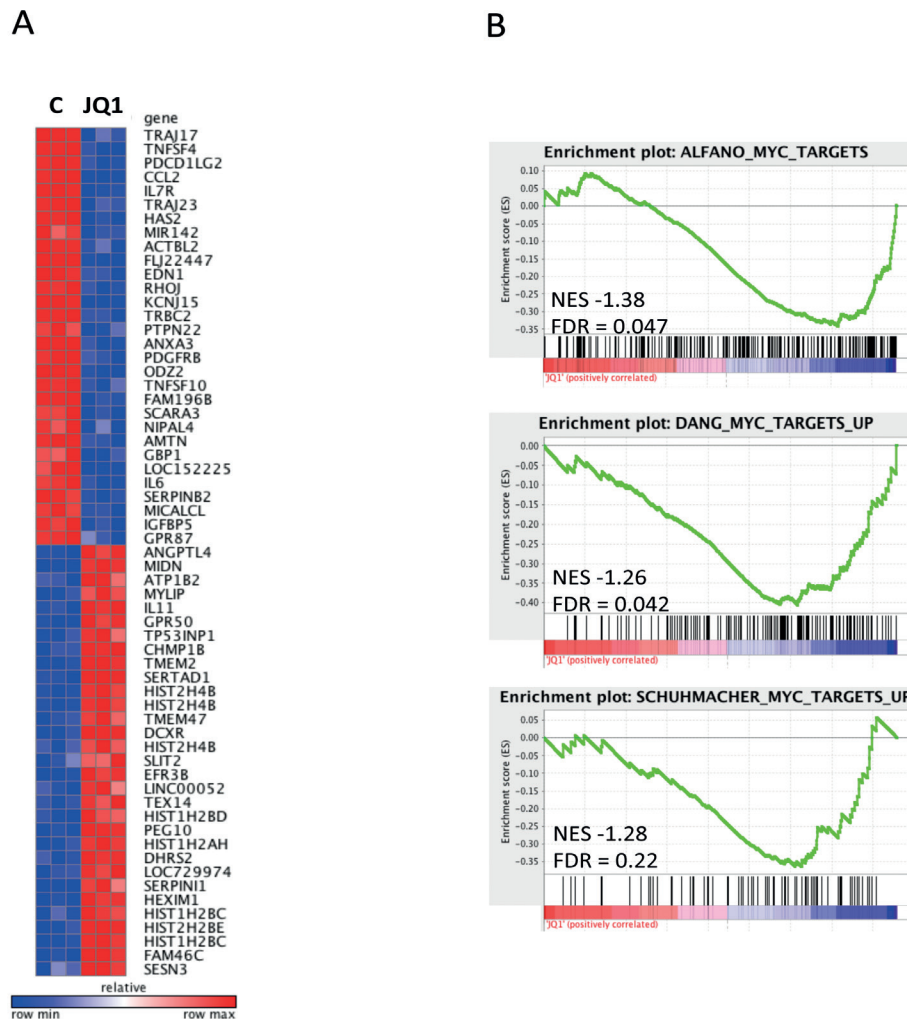 A
C JQ1
gene
TRAJ17
TNFSF4
PDCD1LG2
CCL2
IL7R
TRAJ23
HAS2
MIR142
ACTBL2
FLJ22447
EDN1
RHOJ
KCNJ15
TRBC2
PTPN22
ANXA3
PDGFRB
ODZ2
TNFSF10
FAM196B
SCARA3
NIPAL4
AMTN
GBP1
LOC152225
IL6
SERPINB2
MICALCL
IGFBP5
GPR87
ANGPTL4
MIDN
ATP1B2
MYLIP
IL11
GPR50
TP53INP1
CHMP1B
TMEM2
SERTAD1
HIST2H4B
HIST2H4B
TMEM47
DCXR
HIST2H4B
SLIT2
EFR3B
LINC00052
TEX14
HIST1H2BD
PEG10
HIST1H2AH
DHRS2
LOC729974
SERPINI1
HEXIM1
HIST1H2BC
HIST2H2BE
HIST1H2BC
FAM46C
SESN3
relative
row min row max
B
Enrichment plot: ALFANO_MYC_TARGETS
Enrichment score (ES)
0.10
0.05
0.00
-0.05
-0.10
-0.15
-0.20
-0.25
-0.30
-0.35
NES -1.38
FDR = 0.047
'JQ1' (positively correlated)
Enrichment plot: DANG_MYC_TARGETS_UP
Enrichment score (ES)
0.00
-0.05
-0.10
-0.15
-0.20
-0.25
-0.30
-0.35
-0.40
NES -1.26
FDR = 0.042
'JQ1' (positively correlated)
Enrichment plot: SCHUHMACHER_MYC_TARGETS_UP
Enrichment score (ES)
0.05
0.00
-0.05
-0.10
-0.15
-0.20
-0.25
-0.30
-0.35
NES -1.28
FDR = 0.22
'JQ1' (positively correlated)